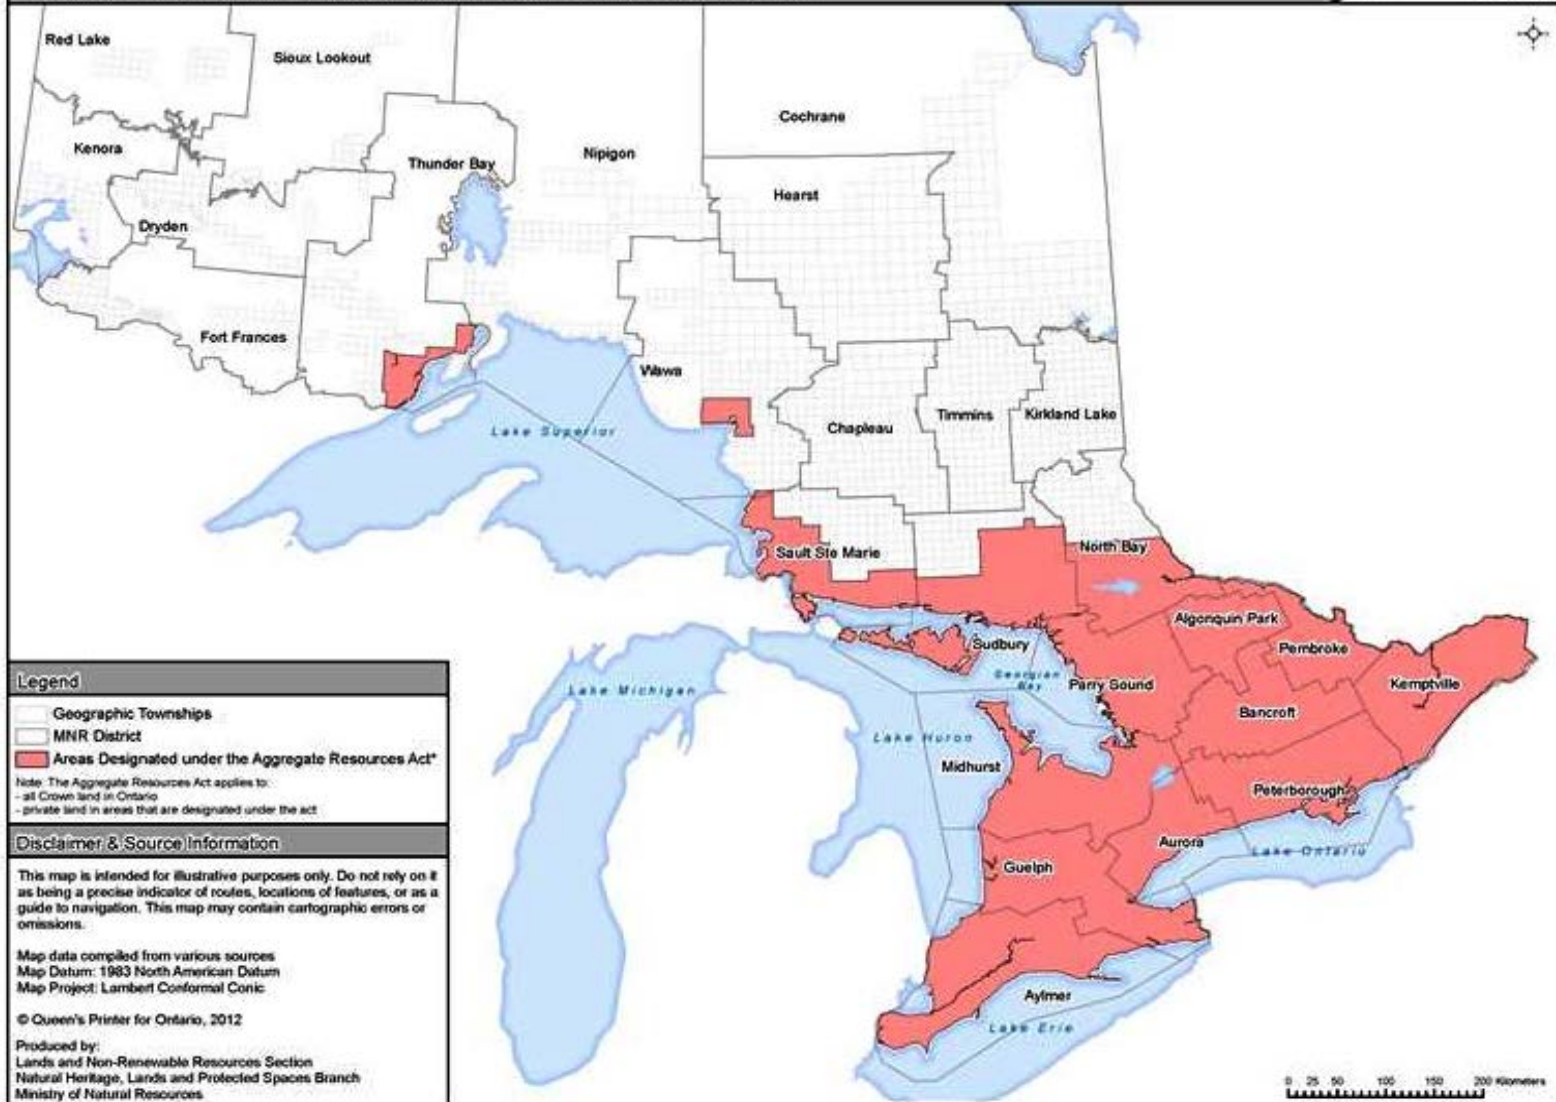 Red Lake
Sioux Lookout
Cochrane
Kenora
Thunder Bay
Nipigon
Hearst
Dryden
Fort Frances
Wawa
Lake Superior
Chapleau
Timmins
Kirkland Lake
Sault Ste Marie
North Bay
Algonquin Park
Sudbury
Pembroke
Georgian
Bay
Parry Sound
Kemptville
Lake Michigan
Bancroft
Lake Huron
Midhurst
Peterborough
Aurora
Lake Ontario
Guelph
Aylmer
Lake Erie
Legend
Geographic Townships
MNR District
Areas Designated under the Aggregate Resources Act*
Note: The Aggregate Resources Act applies to:
- all Crown land in Ontario
- private land in areas that are designated under the act
Disclaimer & Source Information
This map is intended for illustrative purposes only. Do not rely on it
as being a precise indicator of routes, locations of features, or as a
guide to navigation. This map may contain cartographic errors or
omissions.
Map data compiled from various sources
Map Datum: 1983 North American Datum
Map Project: Lambert Conformal Conic
© Queen's Printer for Ontario, 2012
Produced by:
Lands and Non-Renewable Resources Section
Natural Heritage, Lands and Protected Spaces Branch
Ministry of Natural Resources
0 25 50 100 150 200 Kilometers